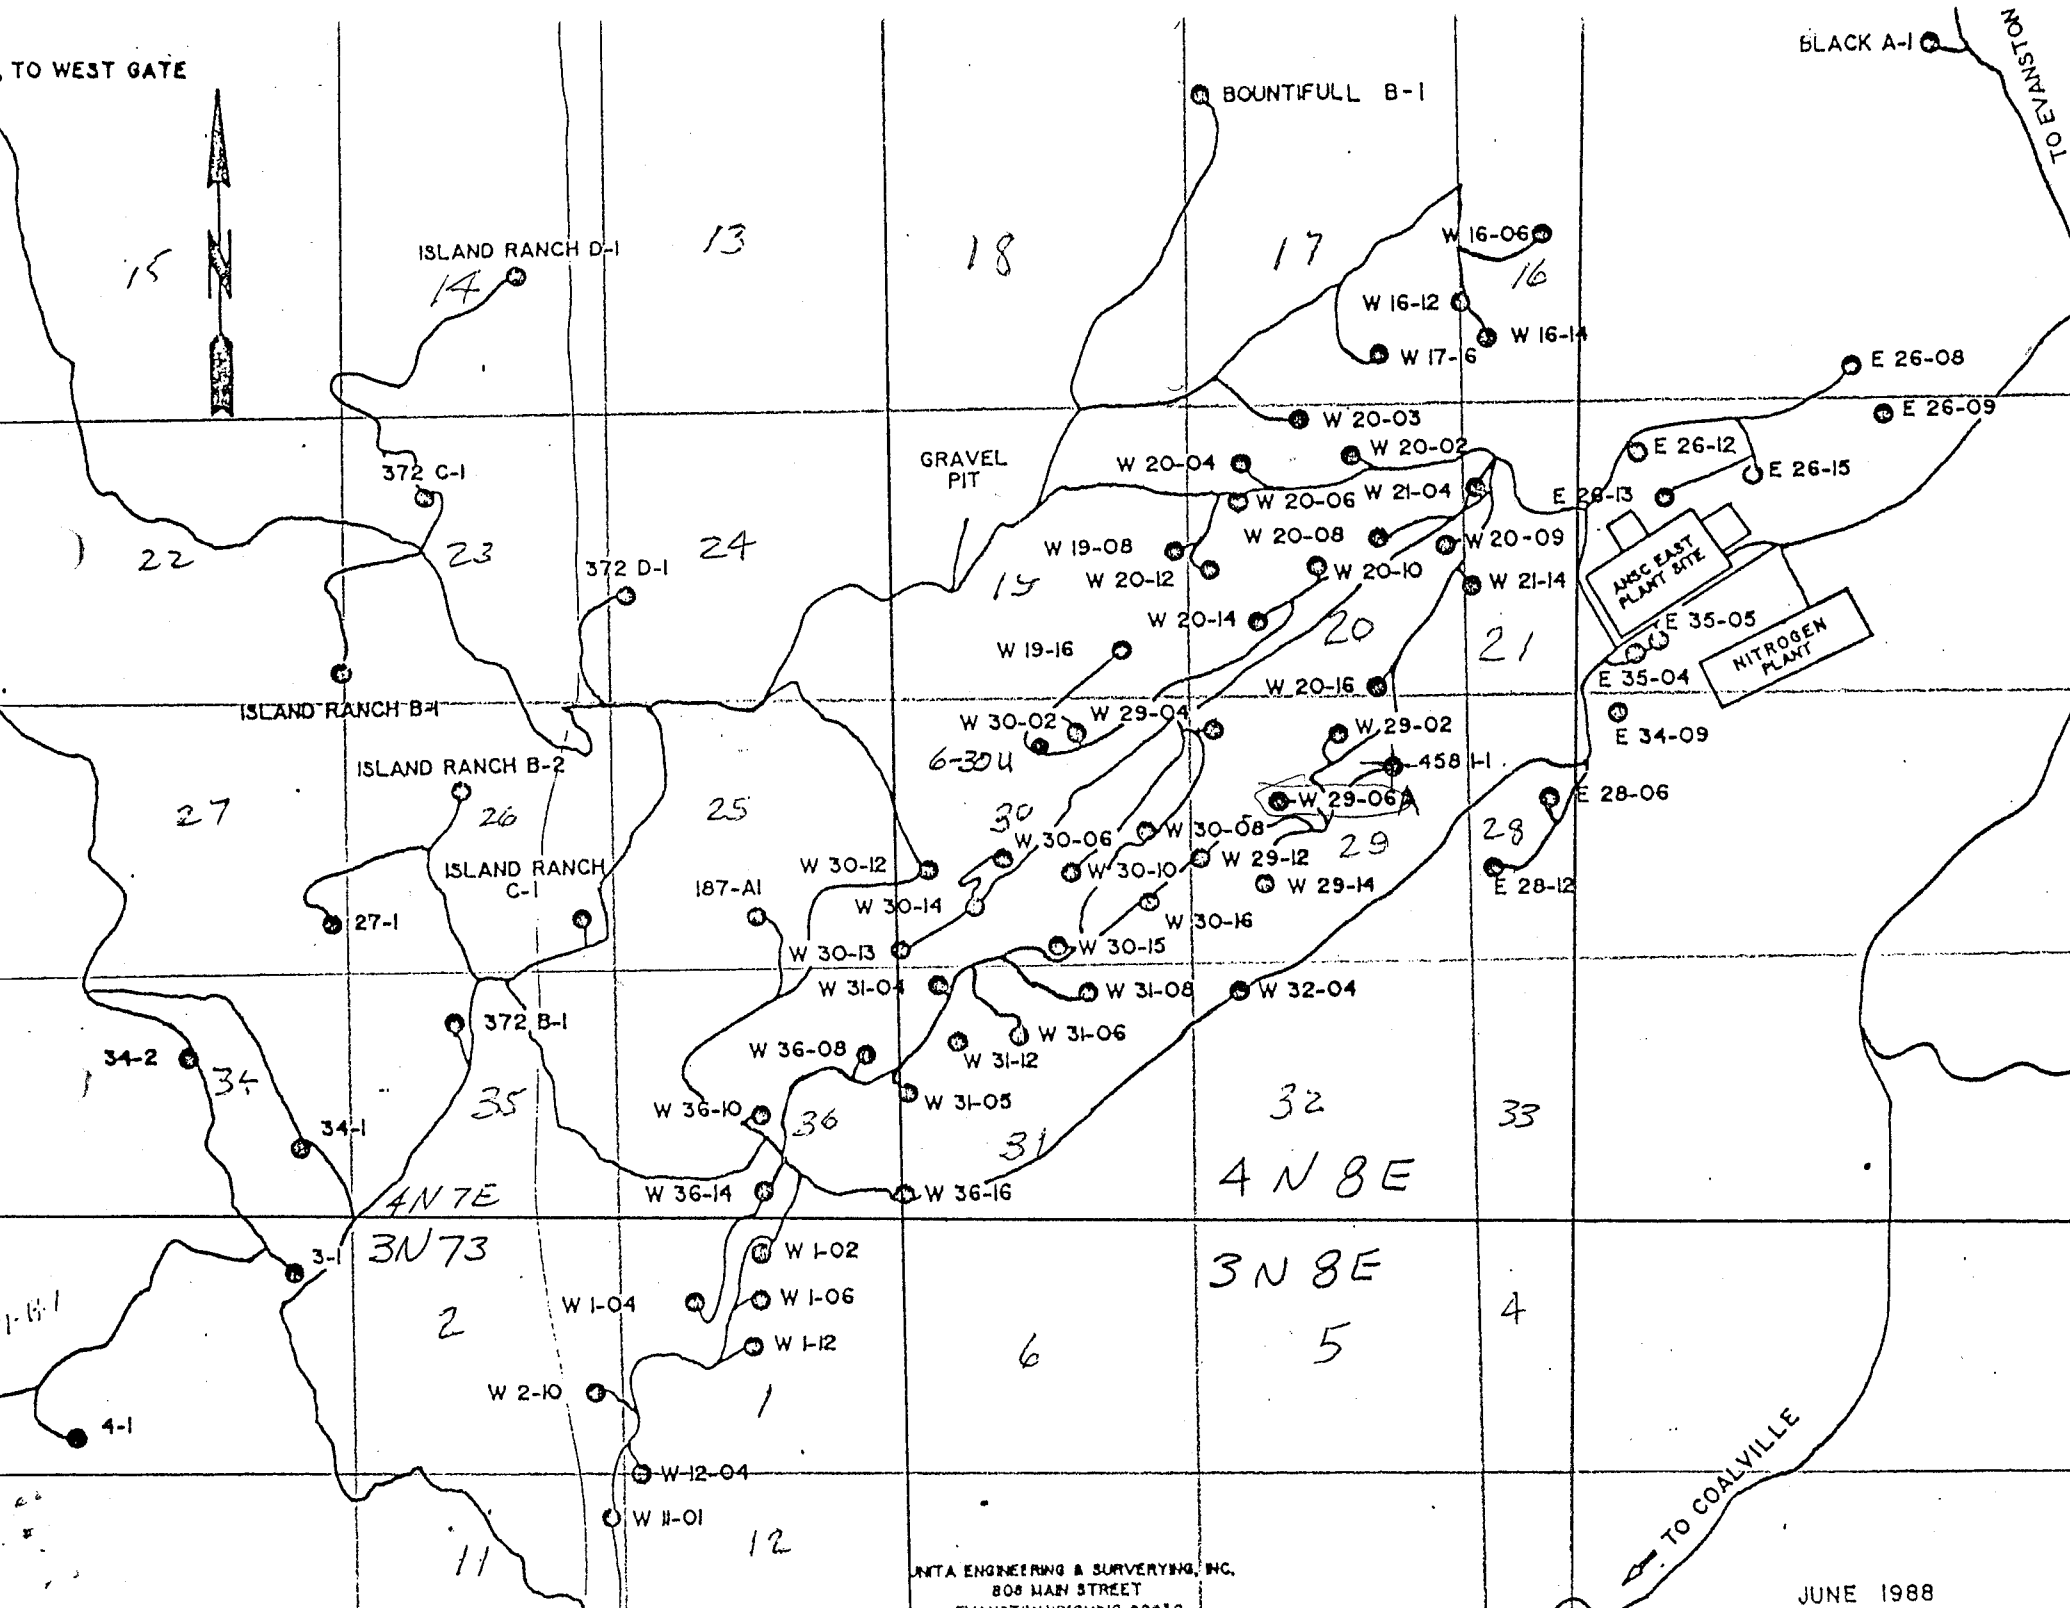 TO WEST GATE
BLACK A-1
TO EVANSTON
BOUNTIFULL B-1
N
15
ISLAND RANCH D-1
14
13
18
17
W 16-06
16
W 16-12
W 16-14
W 17-6
E 26-08
E 26-09
W 20-03
W 20-02
E 26-12
E 26-15
372 C-1
GRAVEL
PIT
W 20-04
W 20-06
W 21-04
E 26-13
22
23
24
W 19-08
W 20-08
W 20-09
372 D-1
W 20-12
W 20-10
W 21-14
ANSC EAST
PLANT SITE
19
W 20-14
20
21
E 35-05
NITROGEN
PLANT
W 19-16
E 35-04
W 20-16
ISLAND RANCH B-1
W 30-02
W 29-04
W 29-02
E 34-09
6-30U
458 1-1
ISLAND RANCH B-2
W 29-06A
E 28-06
27
26
25
30
W 30-06
W 30-08
29
28
ISLAND RANCH
C-1
W 30-12
W 30-10
W 29-12
187-A1
W 29-14
E 28-12
W 30-14
W 30-16
27-1
W 30-13
W 30-15
W 31-04
W 31-08
W 32-04
372 B-1
W 31-06
34-2
W 36-08
W 31-12
34
35
W 36-10
36
W 31-05
32
33
34-1
31
4N 7E
W 36-14
W 36-16
4 N 8 E
3-1
3N 73
W 1-02
3 N 8 E
W 1-04
W 1-06
2
4
W 1-12
6
5
W 2-10
1
4-1
W 12-04
W 11-01
TO COALVILLE
11
12
UNITA ENGINEERING & SURVERYING, INC.
808 MAIN STREET
JUNE 1988